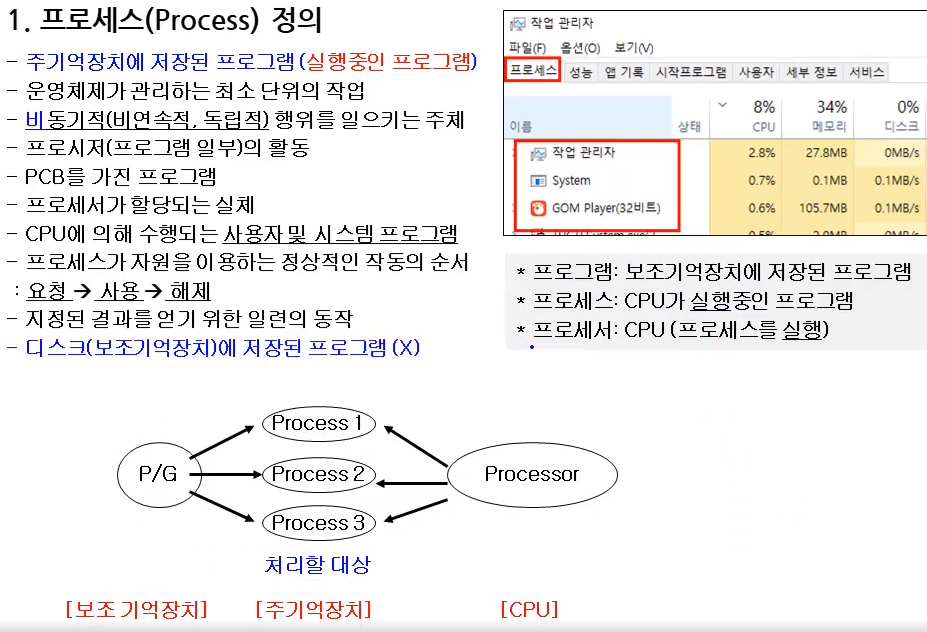 1. 프로세스(Process) 정의
- 주기억장치에 저장된 프로그램 (실행중인 프로그램)
- 운영체제가 관리하는 최소 단위의 작업
- 비동기적(비연속적, 독립적) 행위를 일으키는 주체
- 프로시저(프로그램 일부)의 활동
- PCB를 가진 프로그램
- 프로세서가 할당되는 실체
- CPU에 의해 수행되는 사용자 및 시스템 프로그램
- 프로세스가 자원을 이용하는 정상적인 작동의 순서
: 요청 → 사용 → 해제
- 지정된 결과를 얻기 위한 일련의 동작
- 디스크(보조기억장치)에 저장된 프로그램 (X)
작업 관리자
파일(F) 옵션(O) 보기(V)
프로세스 성능 앱 기록 시작프로그램 사용자 세부 정보 서비스
8% 34% 0%
이름 상태 CPU 메모리 디스크
작업 관리자 2.8% 27.8MB 0MB/s
System 0.7% 0.1MB 0.1MB/s
GOM Player(32비트) 0.6% 105.7MB 0.1MB/s
* 프로그램: 보조기억장치에 저장된 프로그램
* 프로세스: CPU가 실행중인 프로그램
* 프로세서: CPU (프로세스를 실행)
Process 1
P/G Process 2 Processor
Process 3
처리할 대상
[보조 기억장치] [주기억장치] [CPU]